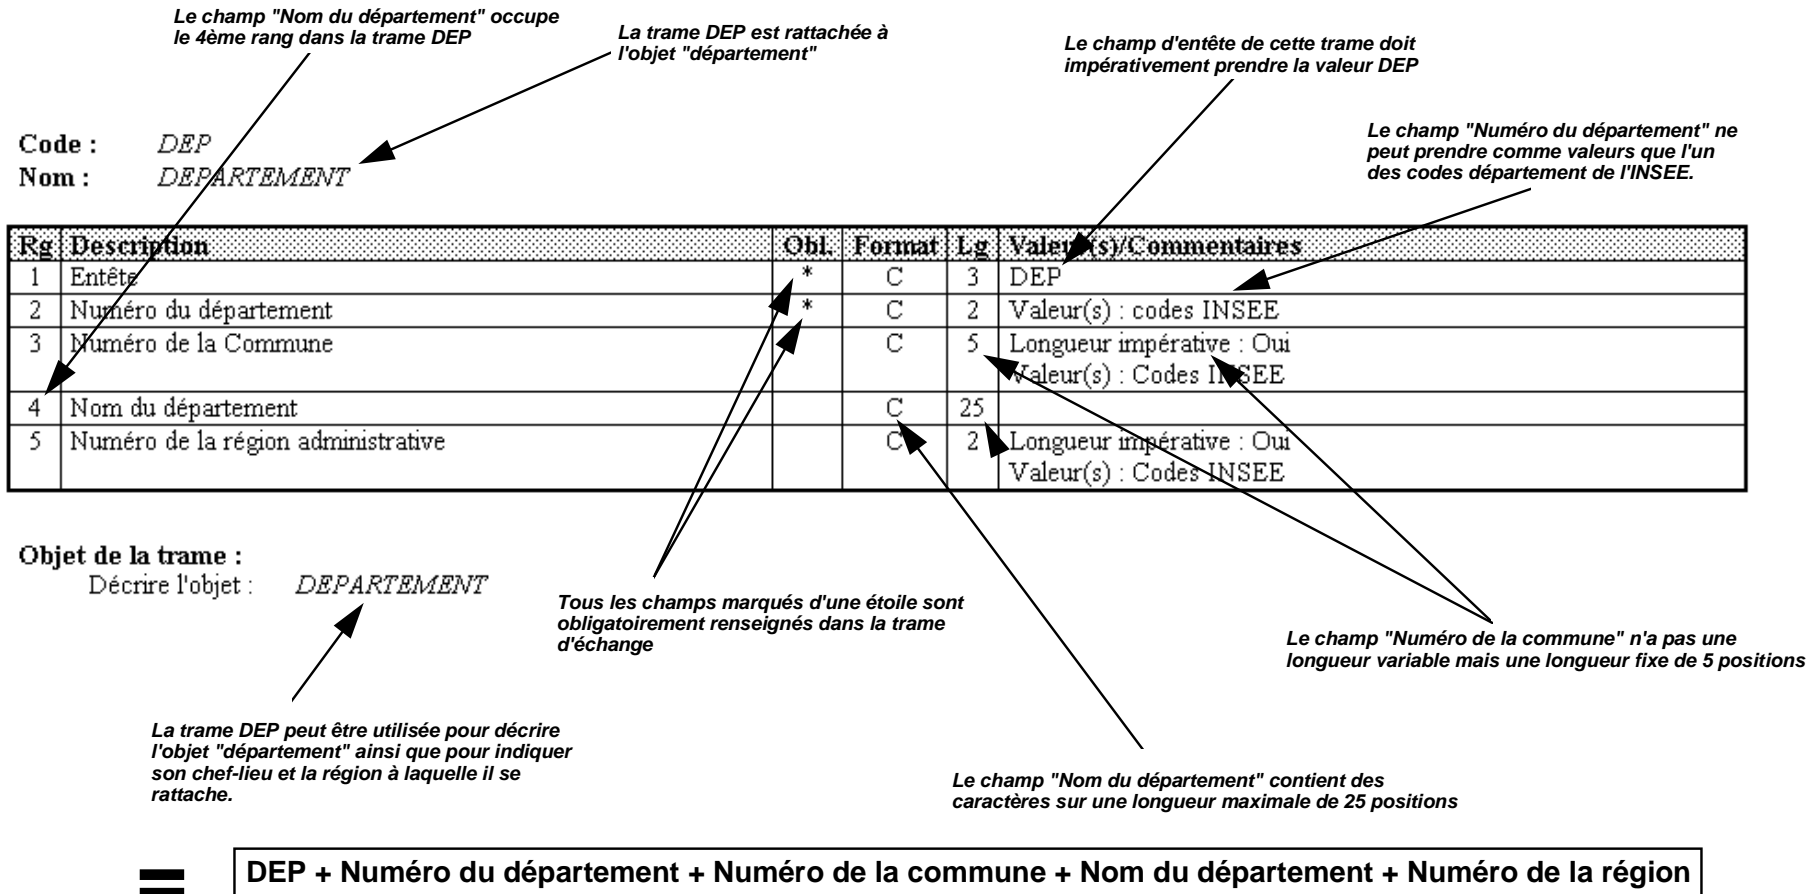 Le champ "Nom du département" occupe
le 4ème rang dans la trame DEP
La trame DEP est rattachée à
l'objet "département"
Le champ d'entête de cette trame doit
impérativement prendre la valeur DEP
Le champ "Numéro du département" ne
peut prendre comme valeurs que l'un
des codes département de l'INSEE.
Code : DEP
Nom : DEPARTEMENT
Rg Description Obl. Format Lg Valeur(s)/Commentaires
1 Entête * C 3 DEP
2 Numéro du département * C 2 Valeur(s) : codes INSEE
3 Numéro de la Commune C 5 Longueur impérative : Oui
Valeur(s) : Codes INSEE
4 Nom du département C 25
5 Numéro de la région administrative C 2 Longueur impérative : Oui
Valeur(s) : Codes INSEE
Objet de la trame :
Décrire l'objet : DEPARTEMENT
Tous les champs marqués d'une étoile sont
obligatoirement renseignés dans la trame
d'échange
Le champ "Numéro de la commune" n'a pas une
longueur variable mais une longueur fixe de 5 positions
La trame DEP peut être utilisée pour décrire
l'objet "département" ainsi que pour indiquer
son chef-lieu et la région à laquelle il se
rattache.
Le champ "Nom du département" contient des
caractères sur une longueur maximale de 25 positions
= DEP + Numéro du département + Numéro de la commune + Nom du département + Numéro de la région